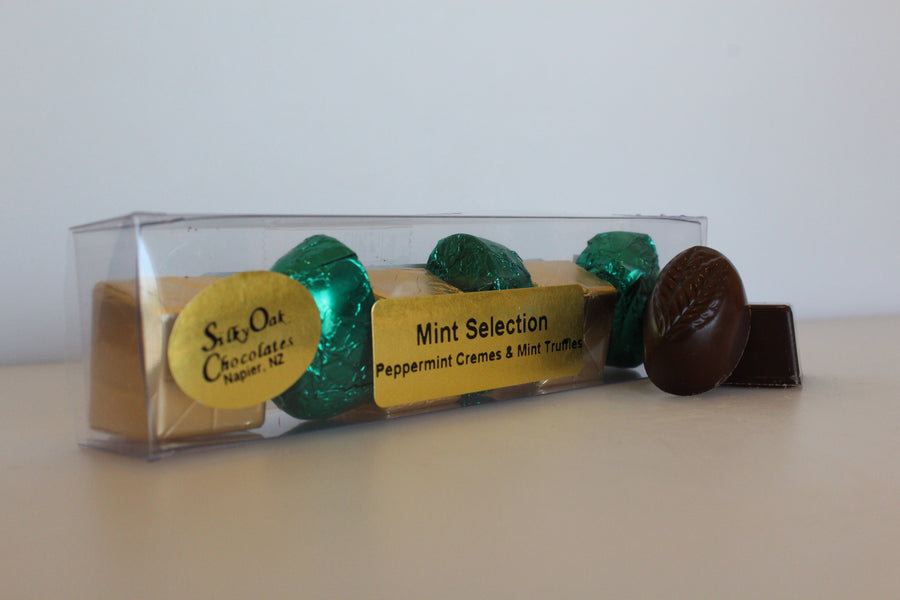 Silky Oak
Chocolates
Napier, NZ
Mint Selection
Peppermint Cremes & Mint Truffles